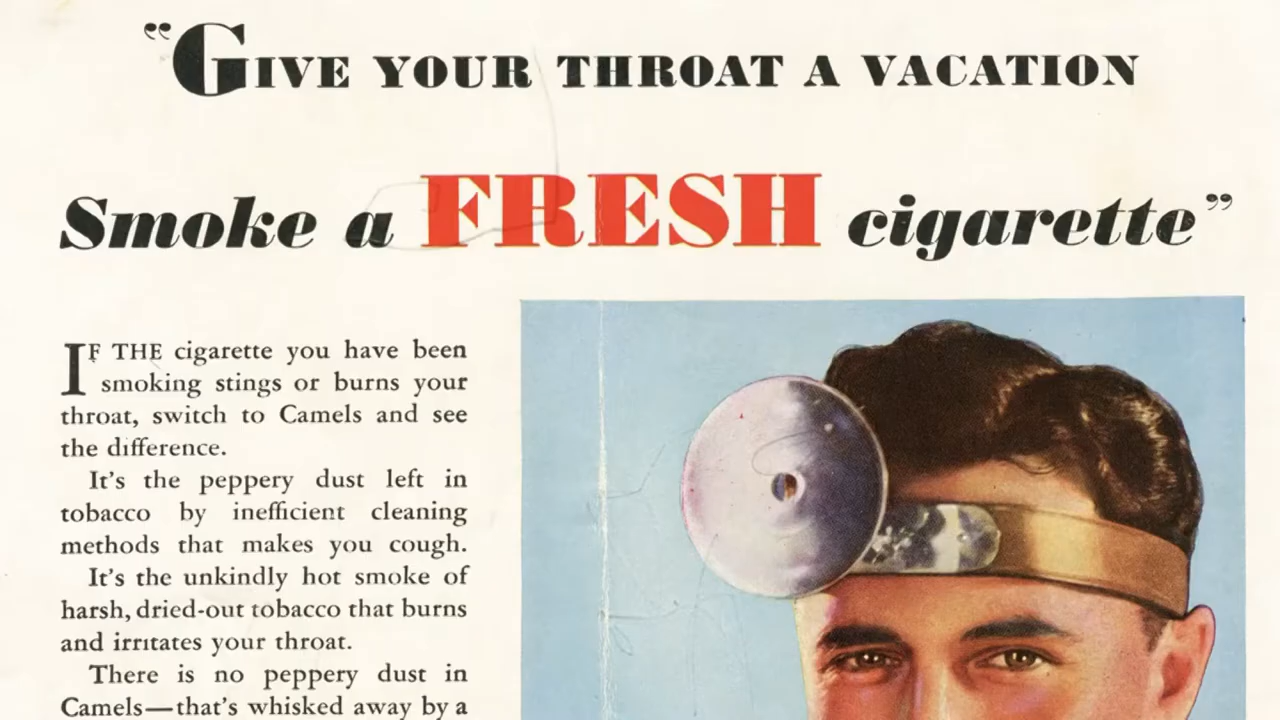 “GIVE YOUR THROAT A VACATION
Smoke a FRESH cigarette”
IF THE cigarette you have been
smoking stings or burns your
throat, switch to Camels and see
the difference.
It's the peppery dust left in
tobacco by inefficient cleaning
methods that makes you cough.
It's the unkindly hot smoke of
harsh, dried-out tobacco that burns
and irritates your throat.
There is no peppery dust in
Camels—that's whisked away by a